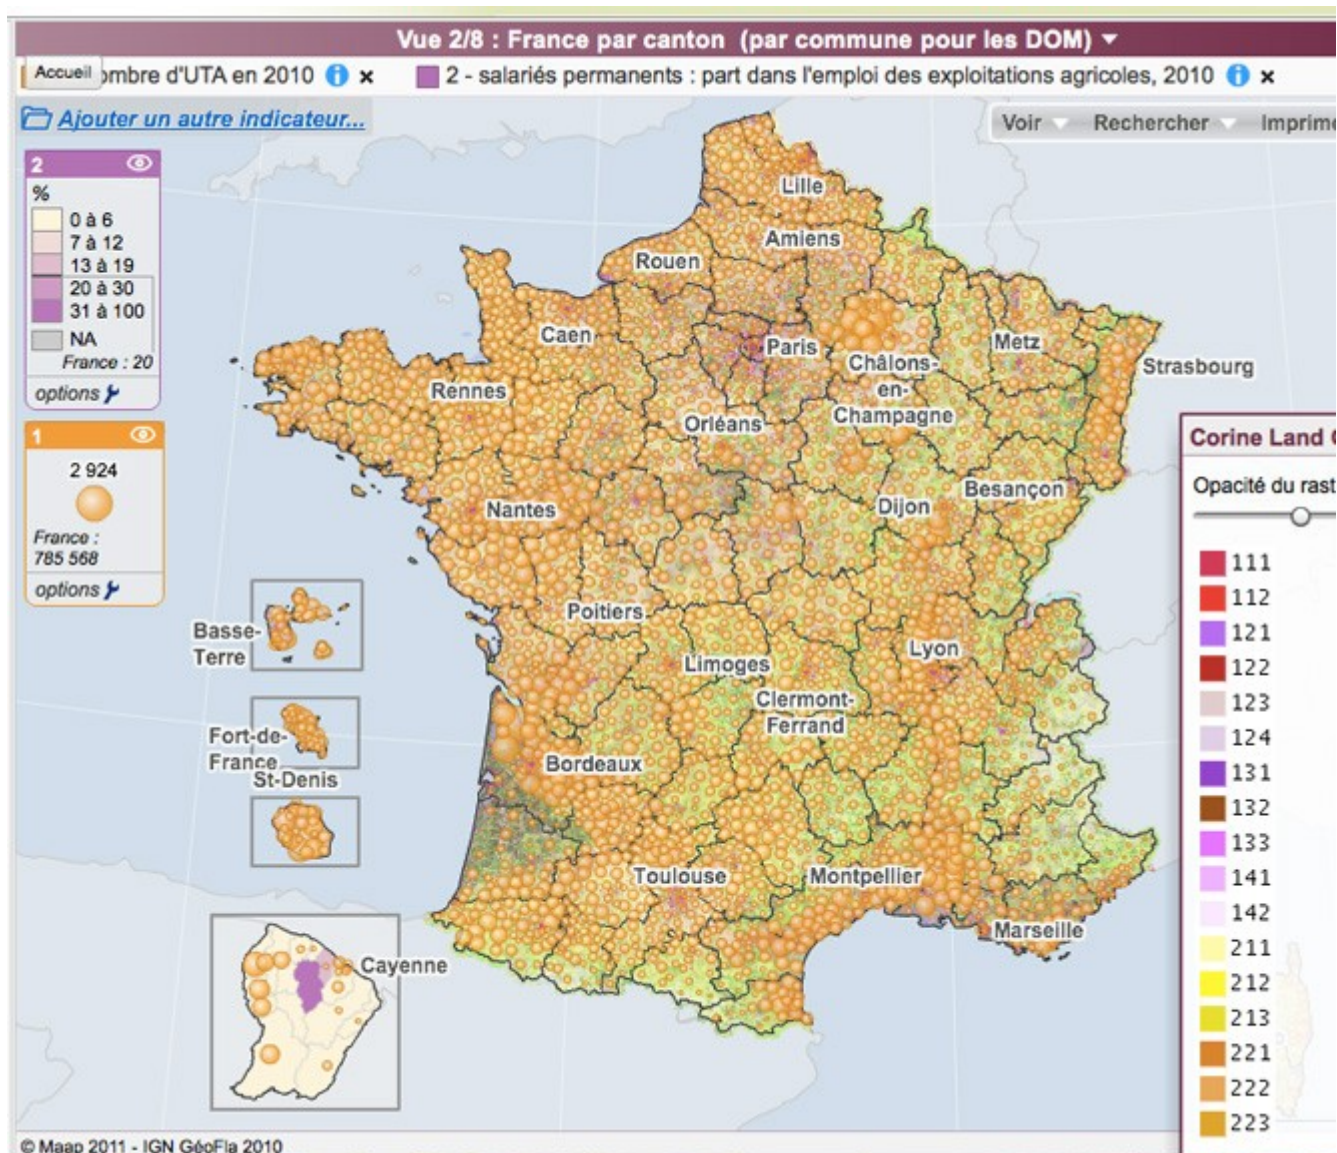 Vue 2/8 : France par canton (par commune pour les DOM)
Accueil ombre d'UTA en 2010 i × 2 - salariés permanents : part dans l'emploi des exploitations agricoles, 2010 i ×
Ajouter un autre indicateur...
Voir Rechercher Imprime
2
%
0 à 6
7 à 12
13 à 19
20 à 30
31 à 100
NA
France : 20
options
1
2 924
France :
785 568
options
Lille
Amiens
Rouen
Caen
Paris
Metz
Strasbourg
Châlons-
en-
Champagne
Rennes
Orléans
Nantes
Dijon
Besançon
Poitiers
Limoges
Lyon
Clermont-
Ferrand
Bordeaux
Toulouse
Montpellier
Marseille
Basse-
Terre
Fort-de-
France
St-Denis
Cayenne
Corine Land
Opacité du rast
111
112
121
122
123
124
131
132
133
141
142
211
212
213
221
222
223
© Maap 2011 - IGN GéoFla 2010